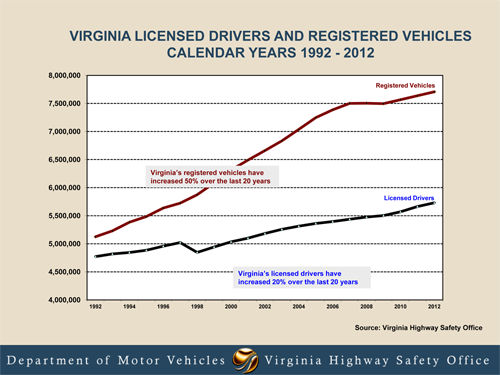 VIRGINIA LICENSED DRIVERS AND REGISTERED VEHICLES
CALENDAR YEARS 1992 - 2012
8,000,000
Registered Vehicles
7,500,000
7,000,000
6,500,000
Virginia's registered vehicles have
increased 50% over the last 20 years
6,000,000
Licensed Drivers
5,500,000
5,000,000
Virginia's licensed drivers have
increased 20% over the last 20 years
4,500,000
4,000,000
1992 1994 1996 1998 2000 2002 2004 2006 2008 2010 2012
Source: Virginia Highway Safety Office
Department of Motor Vehicles Virginia Highway Safety Office